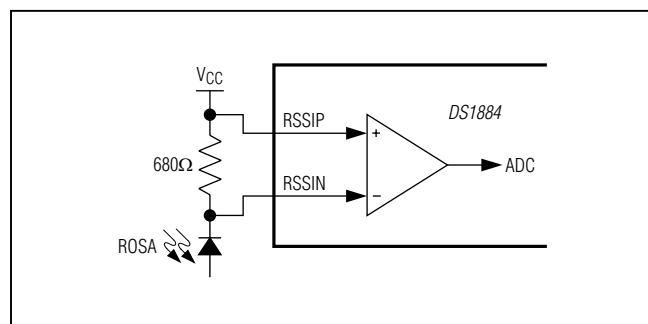 VCC
RSSIP
DS1884
+
680Ω
ADC
RSSIN
−
ROSA